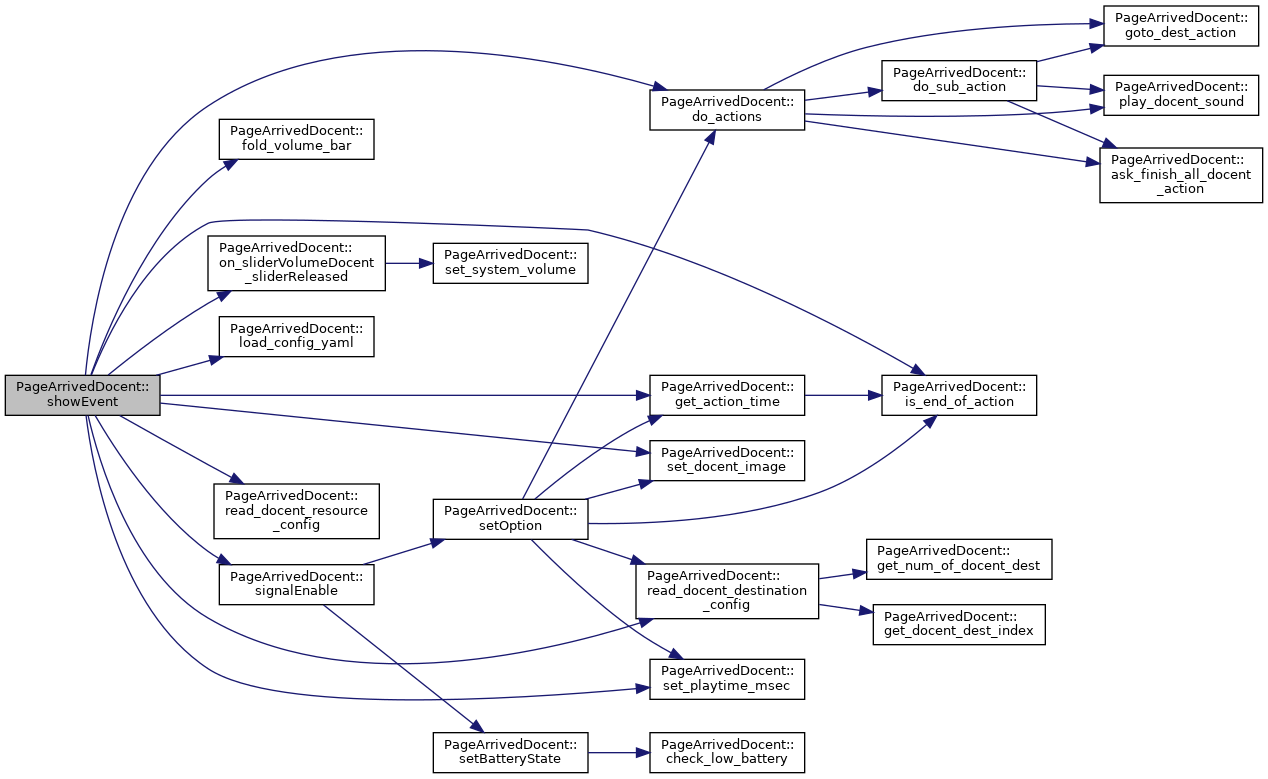 PageArrivedDocent::
showEvent
PageArrivedDocent::
fold_volume_bar
PageArrivedDocent::
on_sliderVolumeDocent
_sliderReleased
PageArrivedDocent::
load_config_yaml
PageArrivedDocent::
read_docent_resource
_config
PageArrivedDocent::
signalEnable
PageArrivedDocent::
set_system_volume
PageArrivedDocent::
setOption
PageArrivedDocent::
setBatteryState
PageArrivedDocent::
do_actions
PageArrivedDocent::
get_action_time
PageArrivedDocent::
set_docent_image
PageArrivedDocent::
read_docent_destination
_config
PageArrivedDocent::
set_playtime_msec
PageArrivedDocent::
check_low_battery
PageArrivedDocent::
do_sub_action
PageArrivedDocent::
is_end_of_action
PageArrivedDocent::
get_num_of_docent_dest
PageArrivedDocent::
get_docent_dest_index
PageArrivedDocent::
goto_dest_action
PageArrivedDocent::
play_docent_sound
PageArrivedDocent::
ask_finish_all_docent
_action